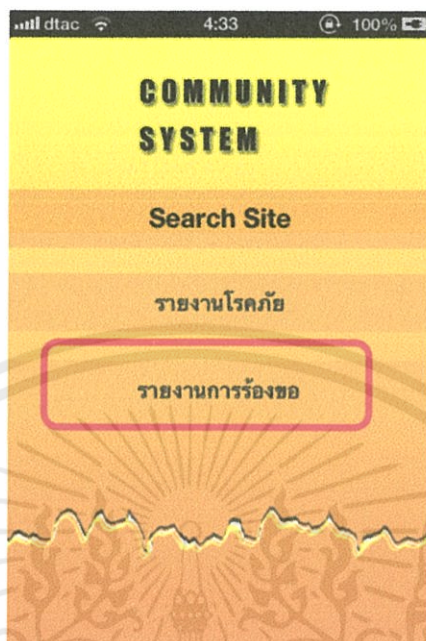 dtac 4:33 100%
COMMUNITY
SYSTEM
Search Site
รายงานโรคภัย
รายงานการร้องขอ